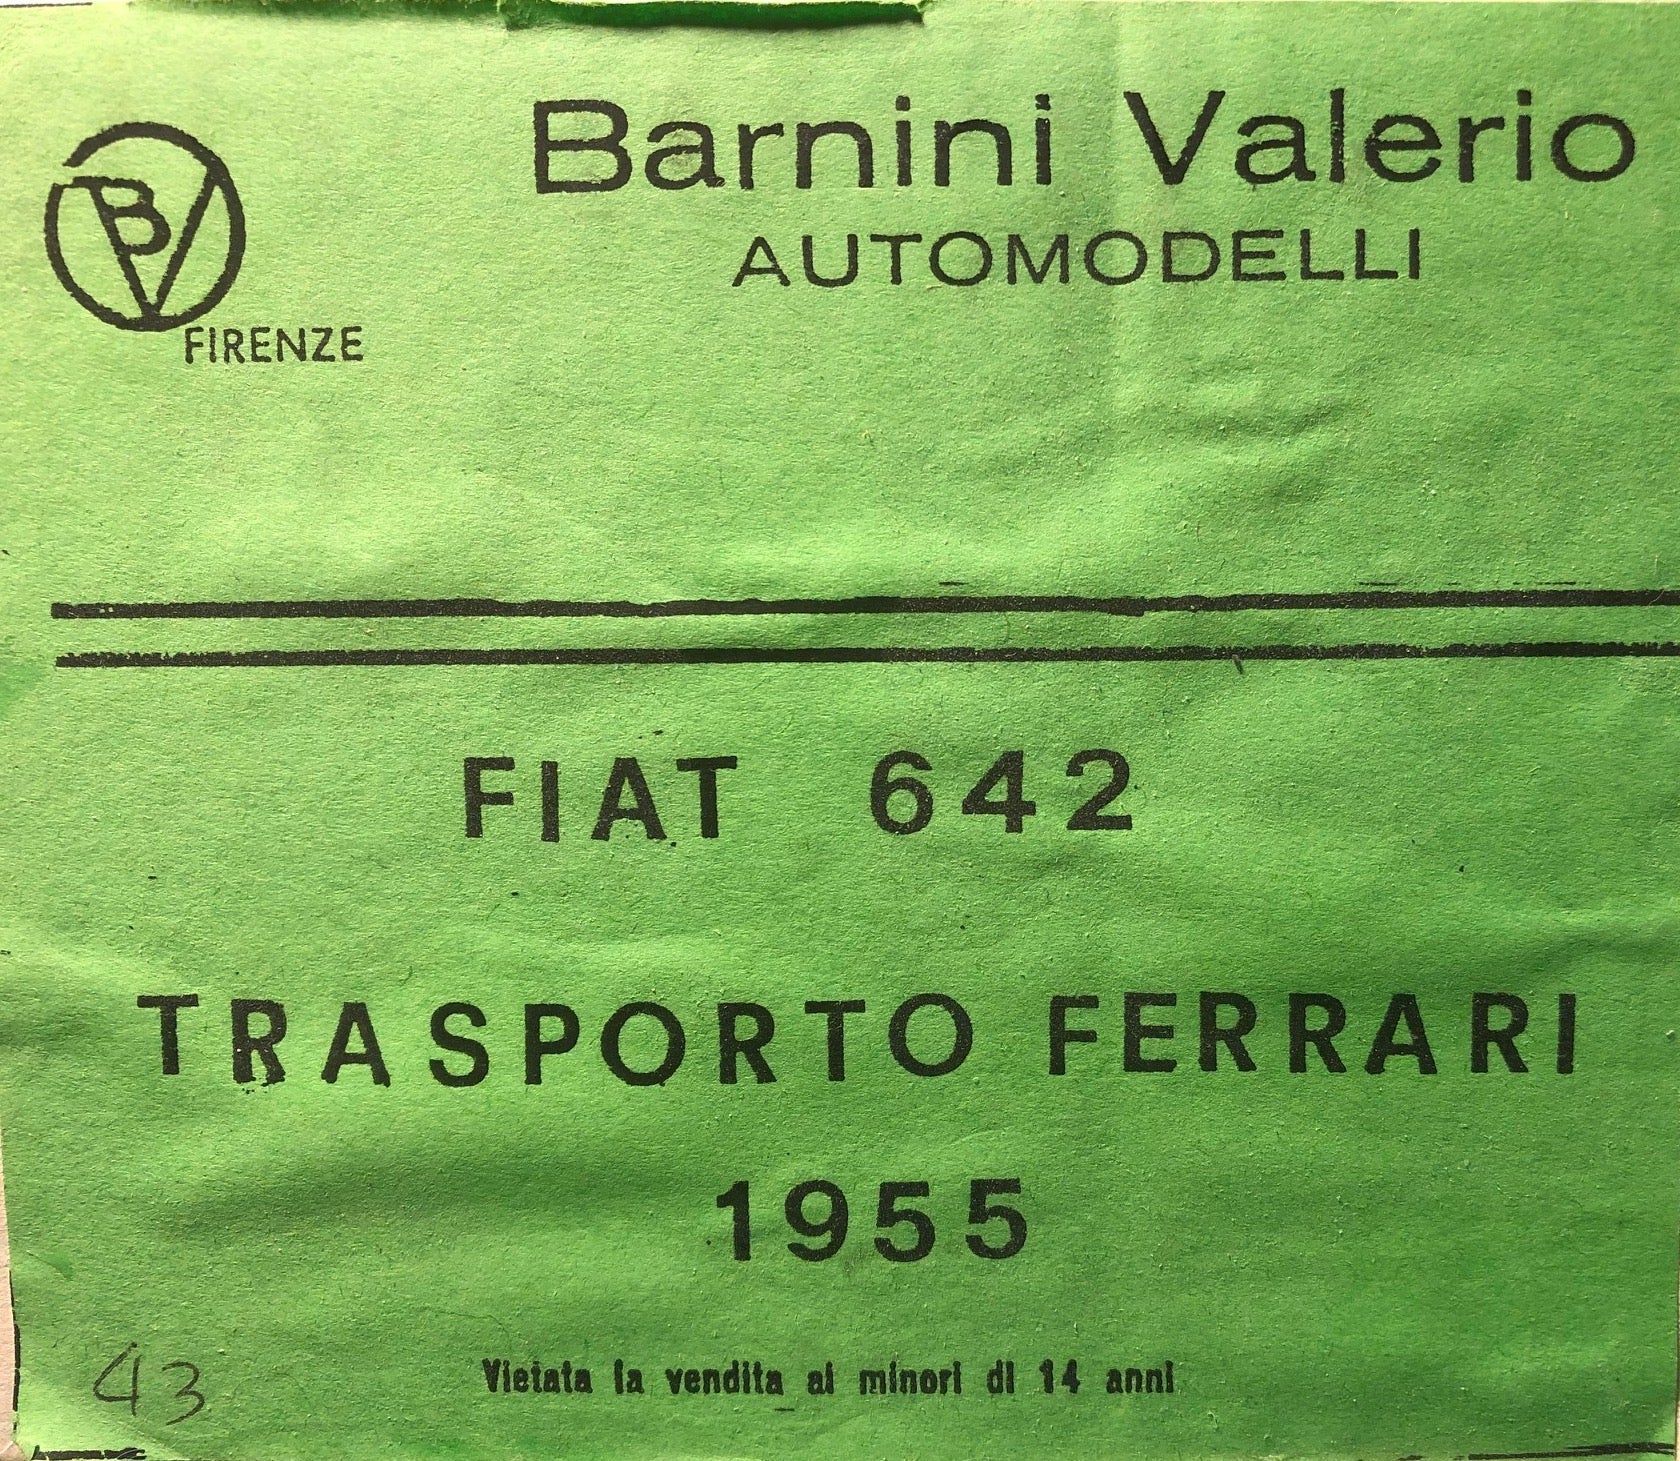 Barnini Valerio
AUTOMODELLI
BV
FIRENZE
FIAT 642
TRASPORTO FERRARI
1955
Vietata la vendita ai minori di 14 anni
43